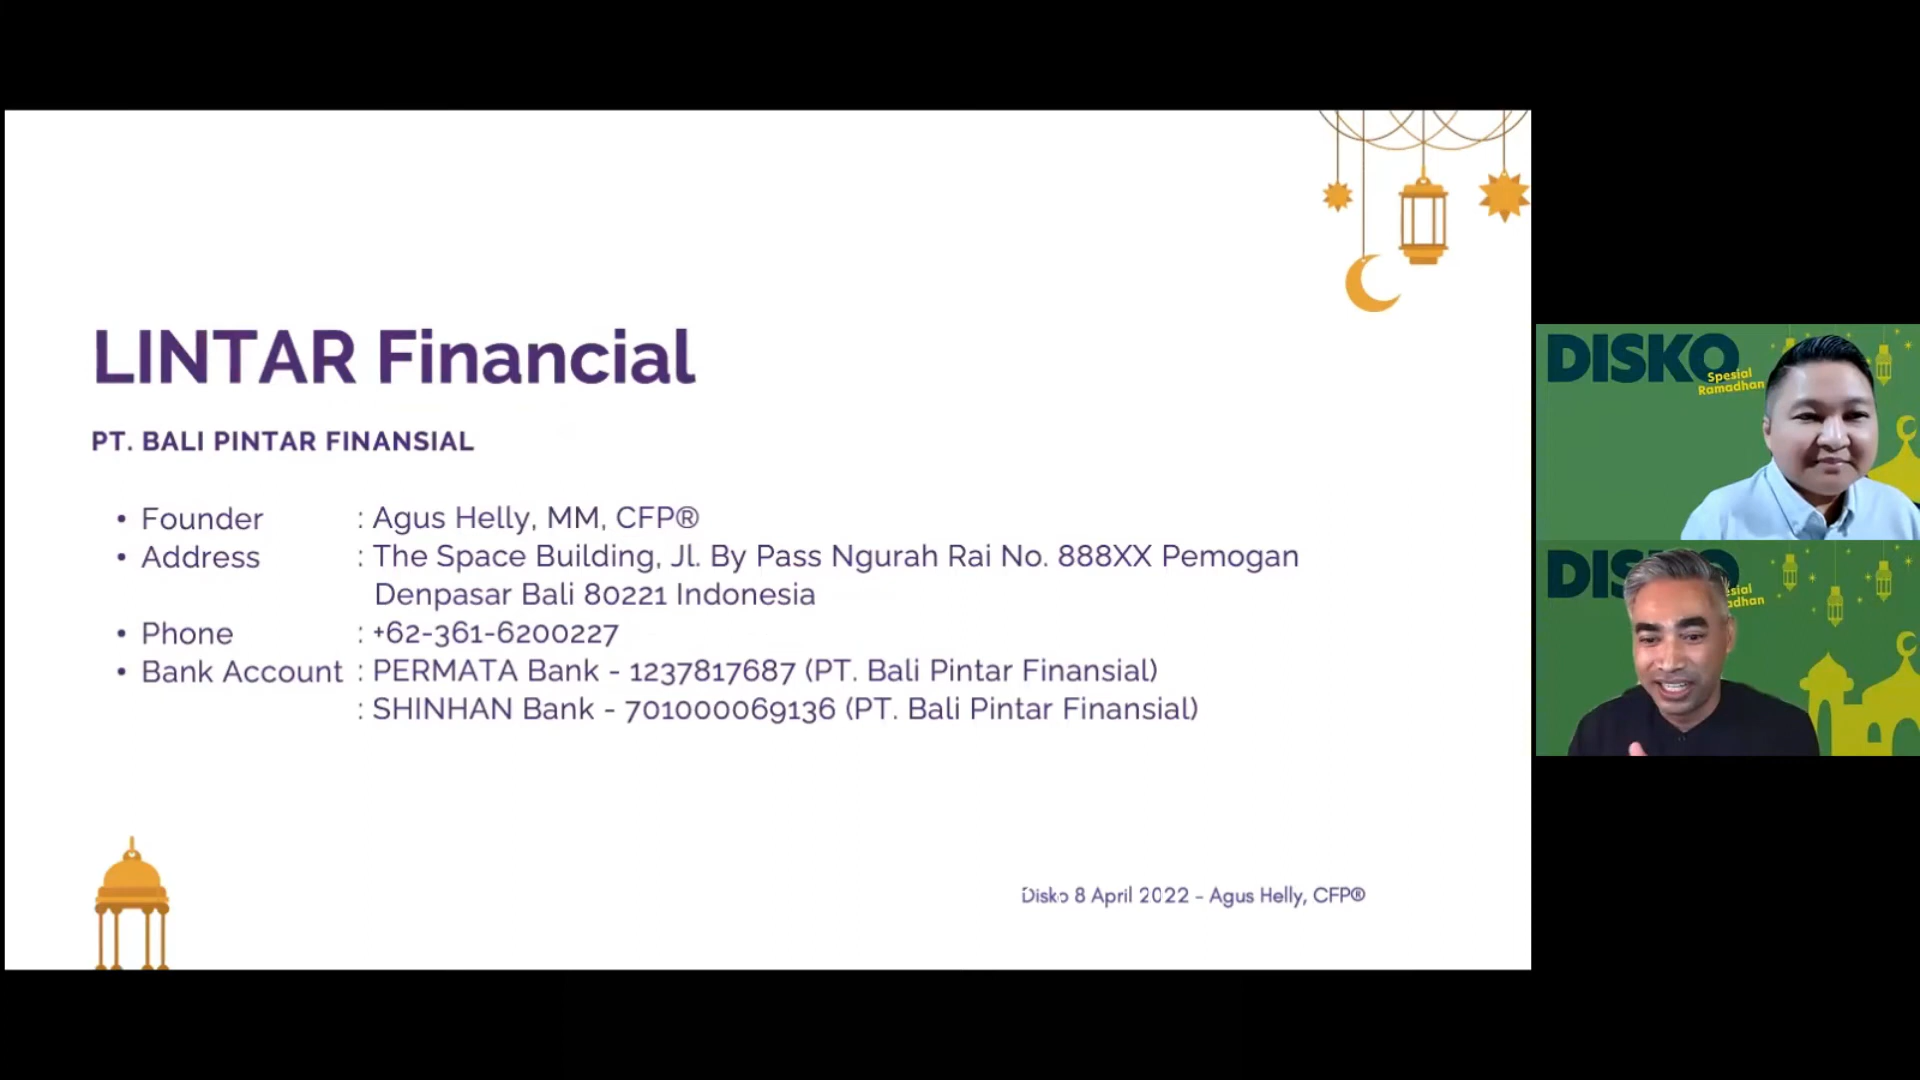 LINTAR Financial
PT. BALI PINTAR FINANSIAL
• Founder : Agus Helly, MM, CFP®
• Address : The Space Building, Jl. By Pass Ngurah Rai No. 888XX Pemogan
Denpasar Bali 80221 Indonesia
• Phone : +62-361-6200227
• Bank Account : PERMATA Bank - 1237817687 (PT. Bali Pintar Finansial)
: SHINHAN Bank - 701000069136 (PT. Bali Pintar Finansial)
Disko 8 April 2022 - Agus Helly, CFP®
DISKO
Spesial
Ramadhan
DIS O
esial
adhan